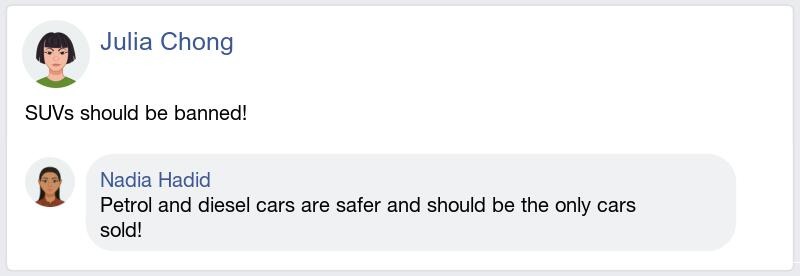 Julia Chong
SUVs should be banned!
Nadia Hadid
Petrol and diesel cars are safer and should be the only cars
sold!